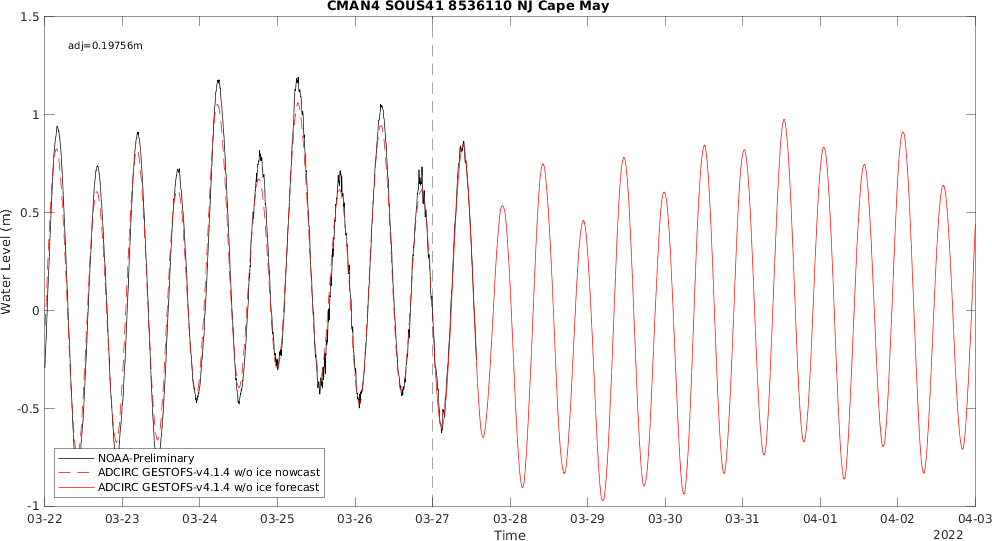 CMAN4 SOUS41 8536110 NJ Cape May
adj=0.19756m
Water Level (m)
1.5
1
0.5
0
-0.5
-1
NOAA-Preliminary
ADCIRC GESTOFS-v4.1.4 w/o ice nowcast
ADCIRC GESTOFS-v4.1.4 w/o ice forecast
03-22 03-23 03-24 03-25 03-26 03-27 03-28 03-29 03-30 03-31 04-01 04-02 04-03
Time
2022